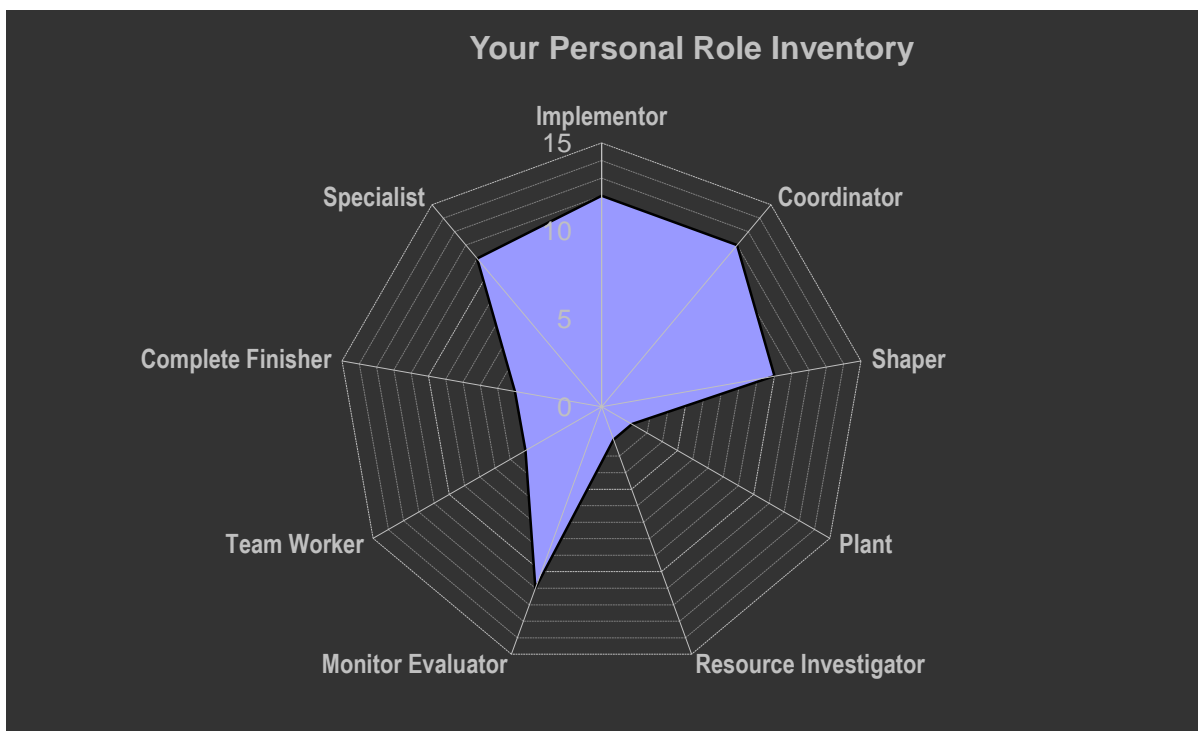 Your Personal Role Inventory
Implementor
15
Specialist
Coordinator
10
5
Complete Finisher
Shaper
0
Team Worker
Plant
Monitor Evaluator
Resource Investigator